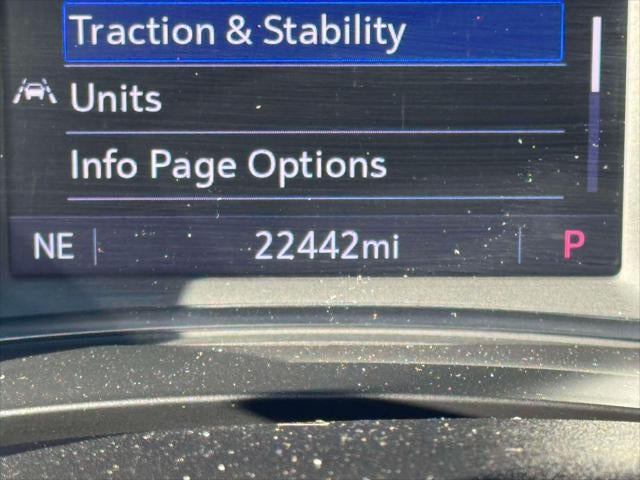 Traction & Stability
Units
Info Page Options
NE 22442mi P